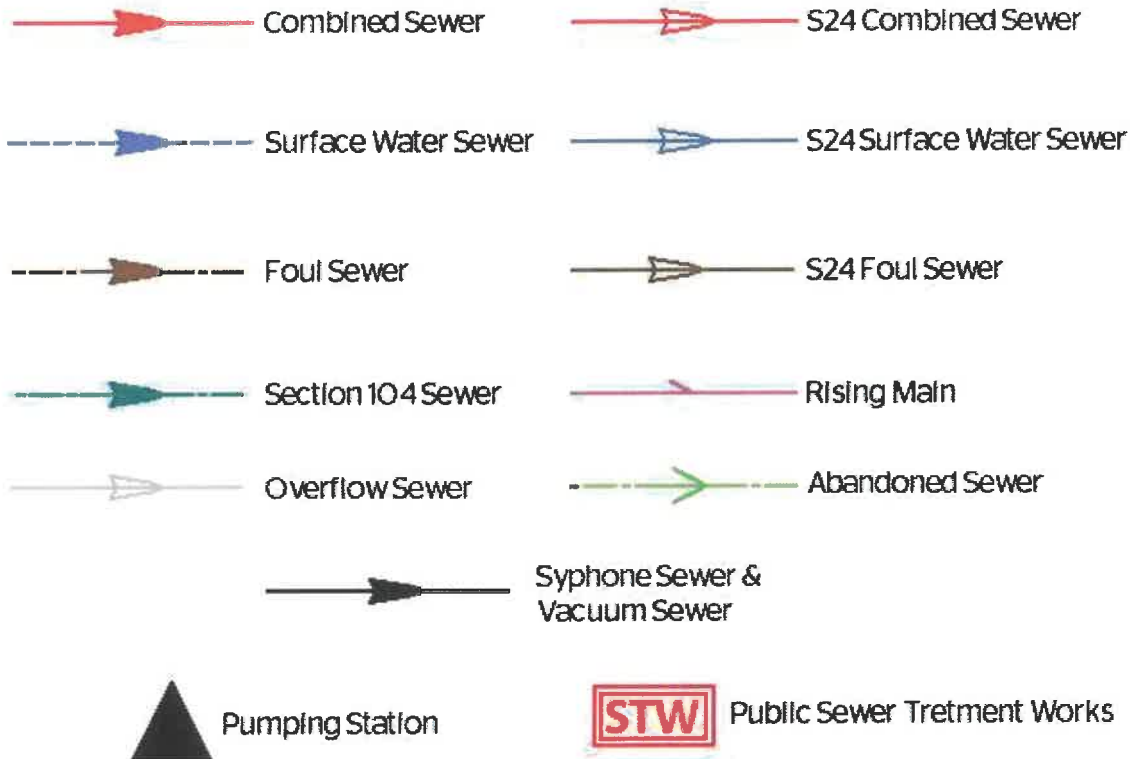 Combined Sewer
S24 Combined Sewer
Surface Water Sewer
S24 Surface Water Sewer
Foul Sewer
S24 Foul Sewer
Section 104 Sewer
Rising Main
Overflow Sewer
Abandoned Sewer
Syphone Sewer &
Vacuum Sewer
Pumping Station
STW
Public Sewer Tretment Works